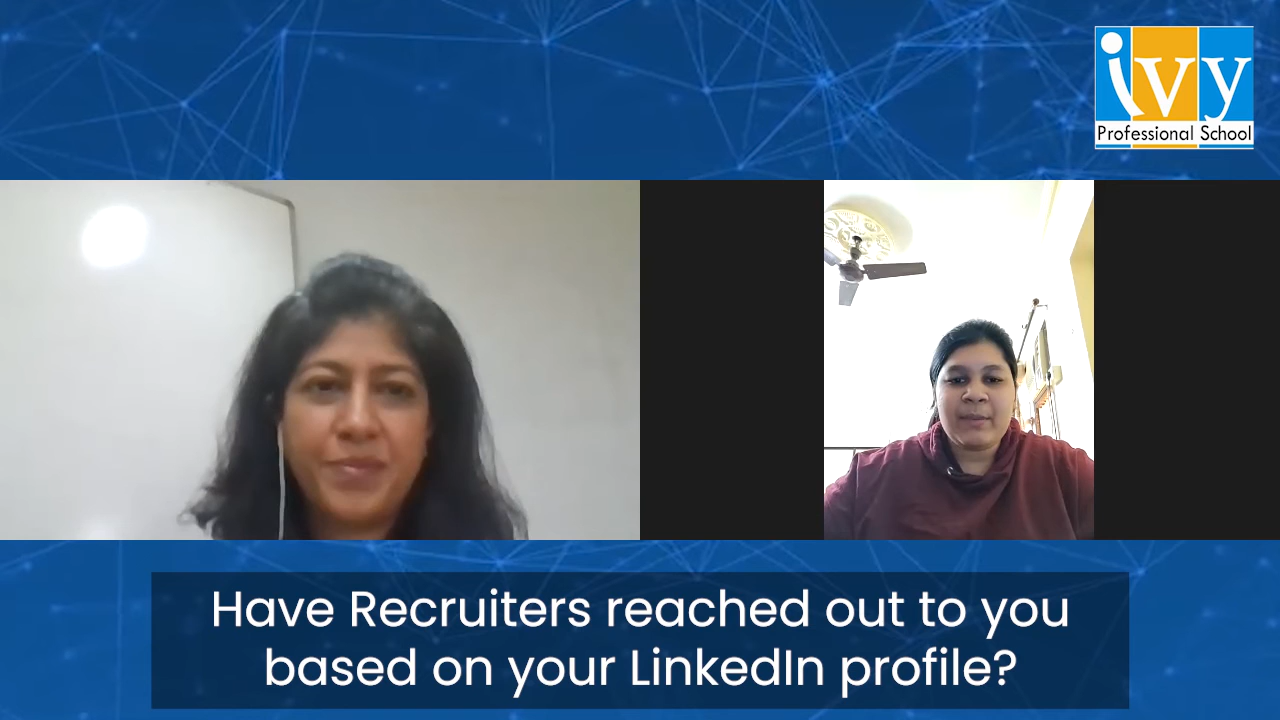 ivy
Professional School
Have Recruiters reached out to you
based on your LinkedIn profile?